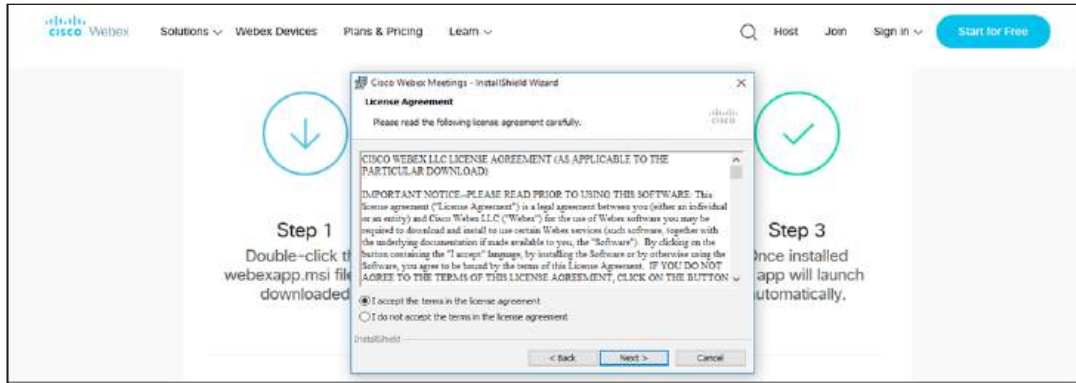 cisco Webex Solutions Webex Devices Plans & Pricing Learn Host Join Sign in Start for Free
Cisco Webex Meetings - InstallShield Wizard
License Agreement
Please read the following license agreement carefully.
cisco
CISCO WEBEX LLC LICENSE AGREEMENT (AS APPLICABLE TO THE
PARTICULAR DOWNLOAD)
IMPORTANT NOTICE--PLEASE READ PRIOR TO USING THIS SOFTWARE: This
license agreement ("License Agreement") is a legal agreement between you (either an individual
or an entity) and Cisco Webex LLC ("Webex") for the use of Webex software you may be
required to download and install to use certain Webex services (such software, together with
the underlying documentation if made available to you, the "Software"). By clicking on the
button containing the "I accept" language, by installing the Software or by otherwise using the
Software, you agree to be bound by the terms of this License Agreement. IF YOU DO NOT
AGREE TO THE TERMS OF THIS LICENSE AGREEMENT, CLICK ON THE BUTTON
I accept the terms in the license agreement
I do not accept the terms in the license agreement
InstallShield
< Back Next > Cancel
Step 1
Double-click
webexapp.msi file
downloaded
Step 3
Once installed
app will launch
automatically.